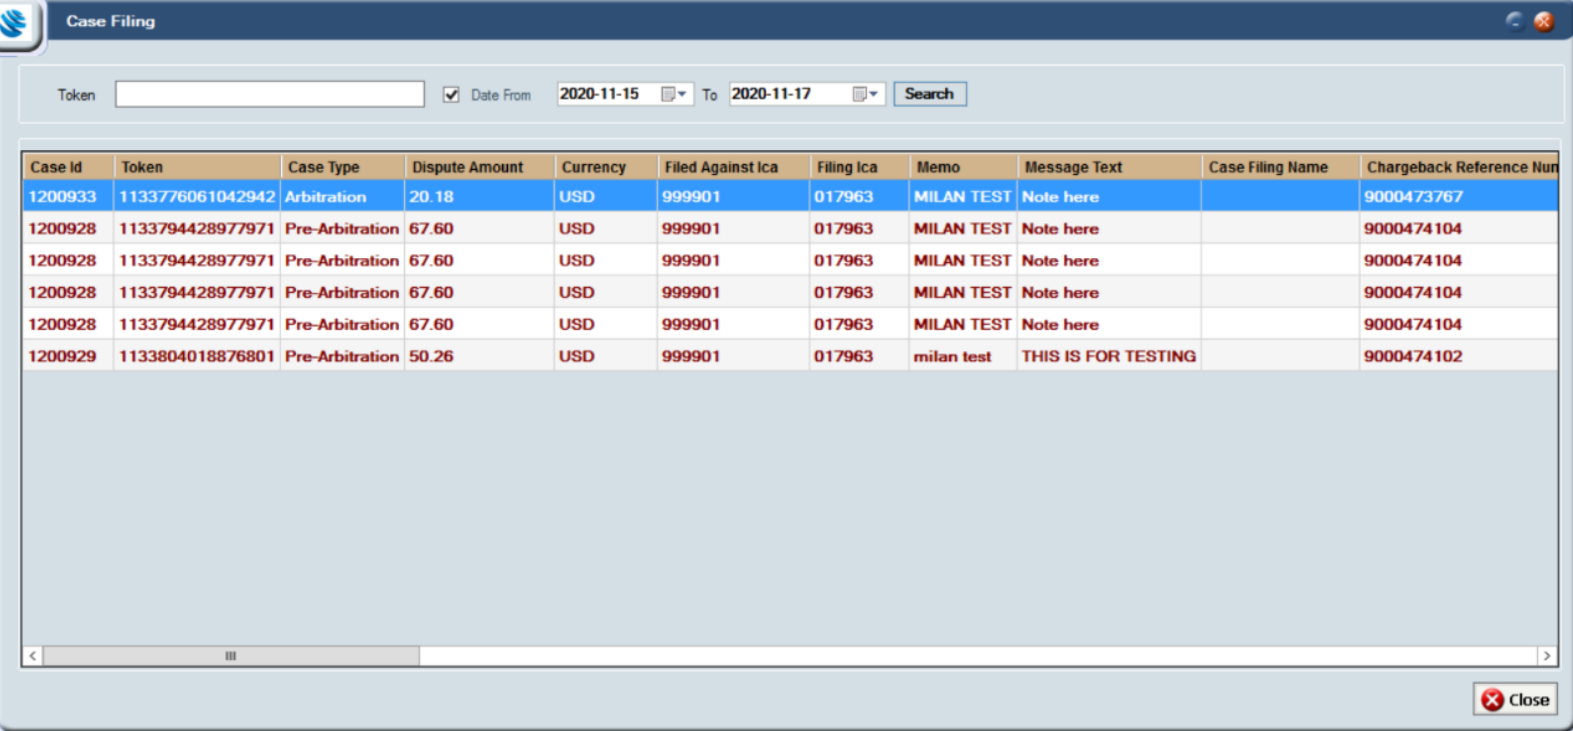 Case Filing
Token Date From 2020-11-15 To 2020-11-17 Search
Case Id Token Case Type Dispute Amount Currency Filed Against Ica Filing Ica Memo Message Text Case Filing Name Chargeback Reference Num
1200933 1133776061042942 Arbitration 20.18 USD 999901 017963 MILAN TEST Note here 9000473767
1200928 1133794428977971 Pre-Arbitration 67.60 USD 999901 017963 MILAN TEST Note here 9000474104
1200928 1133794428977971 Pre-Arbitration 67.60 USD 999901 017963 MILAN TEST Note here 9000474104
1200928 1133794428977971 Pre-Arbitration 67.60 USD 999901 017963 MILAN TEST Note here 9000474104
1200928 1133794428977971 Pre-Arbitration 67.60 USD 999901 017963 MILAN TEST Note here 9000474104
1200929 1133804018876801 Pre-Arbitration 50.26 USD 999901 017963 milan test THIS IS FOR TESTING 9000474102
Close